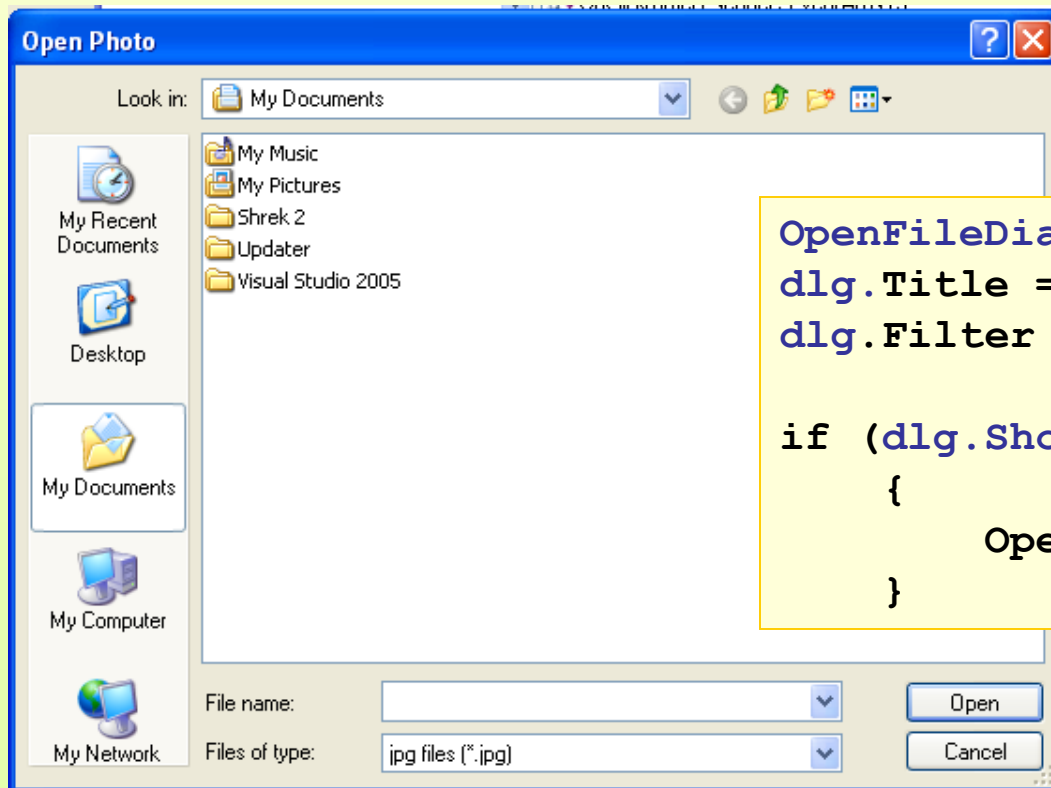 Open Photo
Look in:
My Documents
My Recent
Documents
Desktop
My Documents
My Computer
My Network
My Music
My Pictures
Shrek 2
Updater
Visual Studio 2005
File name:
Open
Files of type:
jpg files (*.jpg)
Cancel
OpenFileDia
dlg.Title =
dlg.Filter
if (dlg.Sho
{
Ope
}